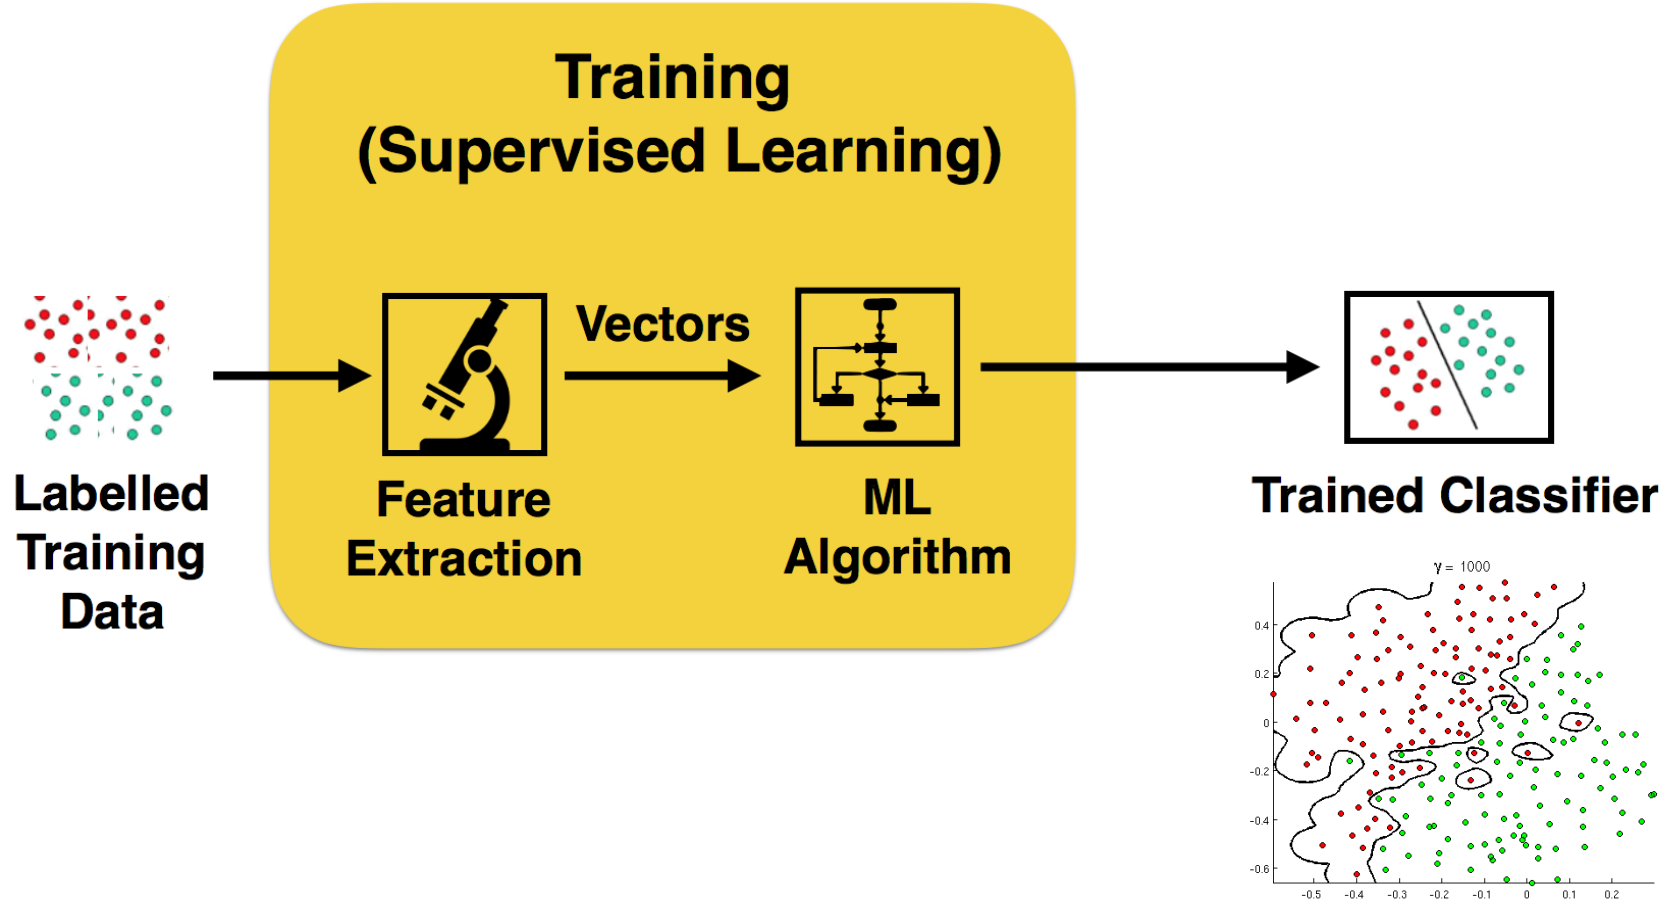 Training
(Supervised Learning)
Vectors
Labelled
Training
Data
Feature
Extraction
ML
Algorithm
Trained Classifier
γ = 1000
0.4
0.2
0
-0.2
-0.4
-0.6
-0.5 -0.4 -0.3 -0.2 -0.1 0 0.1 0.2